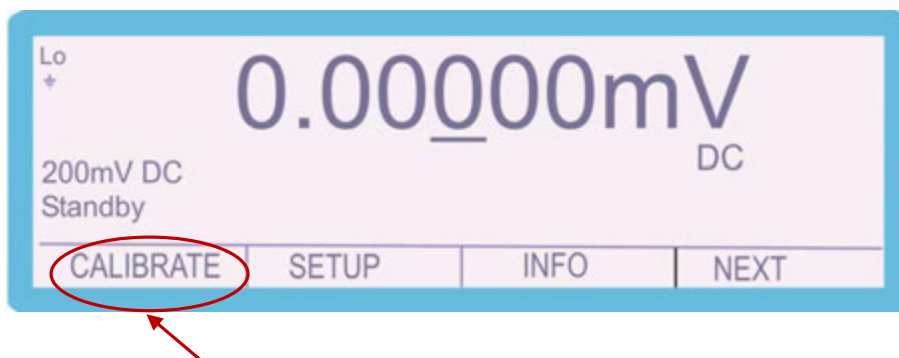 Lo
0.00000mV
DC
200mV DC
Standby
CALIBRATE SETUP INFO NEXT